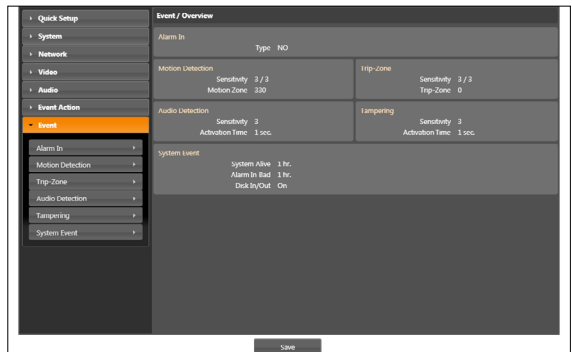 Quick Setup
System
Network
Video
Audio
Event Action
Event
Alarm In
Motion Detection
Trip-Zone
Audio Detection
Tampering
System Event
Event / Overview
Alarm In
Type NO
Motion Detection
Sensitivity 3 / 3
Motion Zone 330
Trip-Zone
Sensitivity 3 / 3
Trip-Zone 0
Audio Detection
Sensitivity 3
Activation Time 1 sec.
Tampering
Sensitivity 3
Activation Time 1 sec.
System Event
System Alive 1 hr.
Alarm In Bad 1 hr.
Disk In/Out On
Save